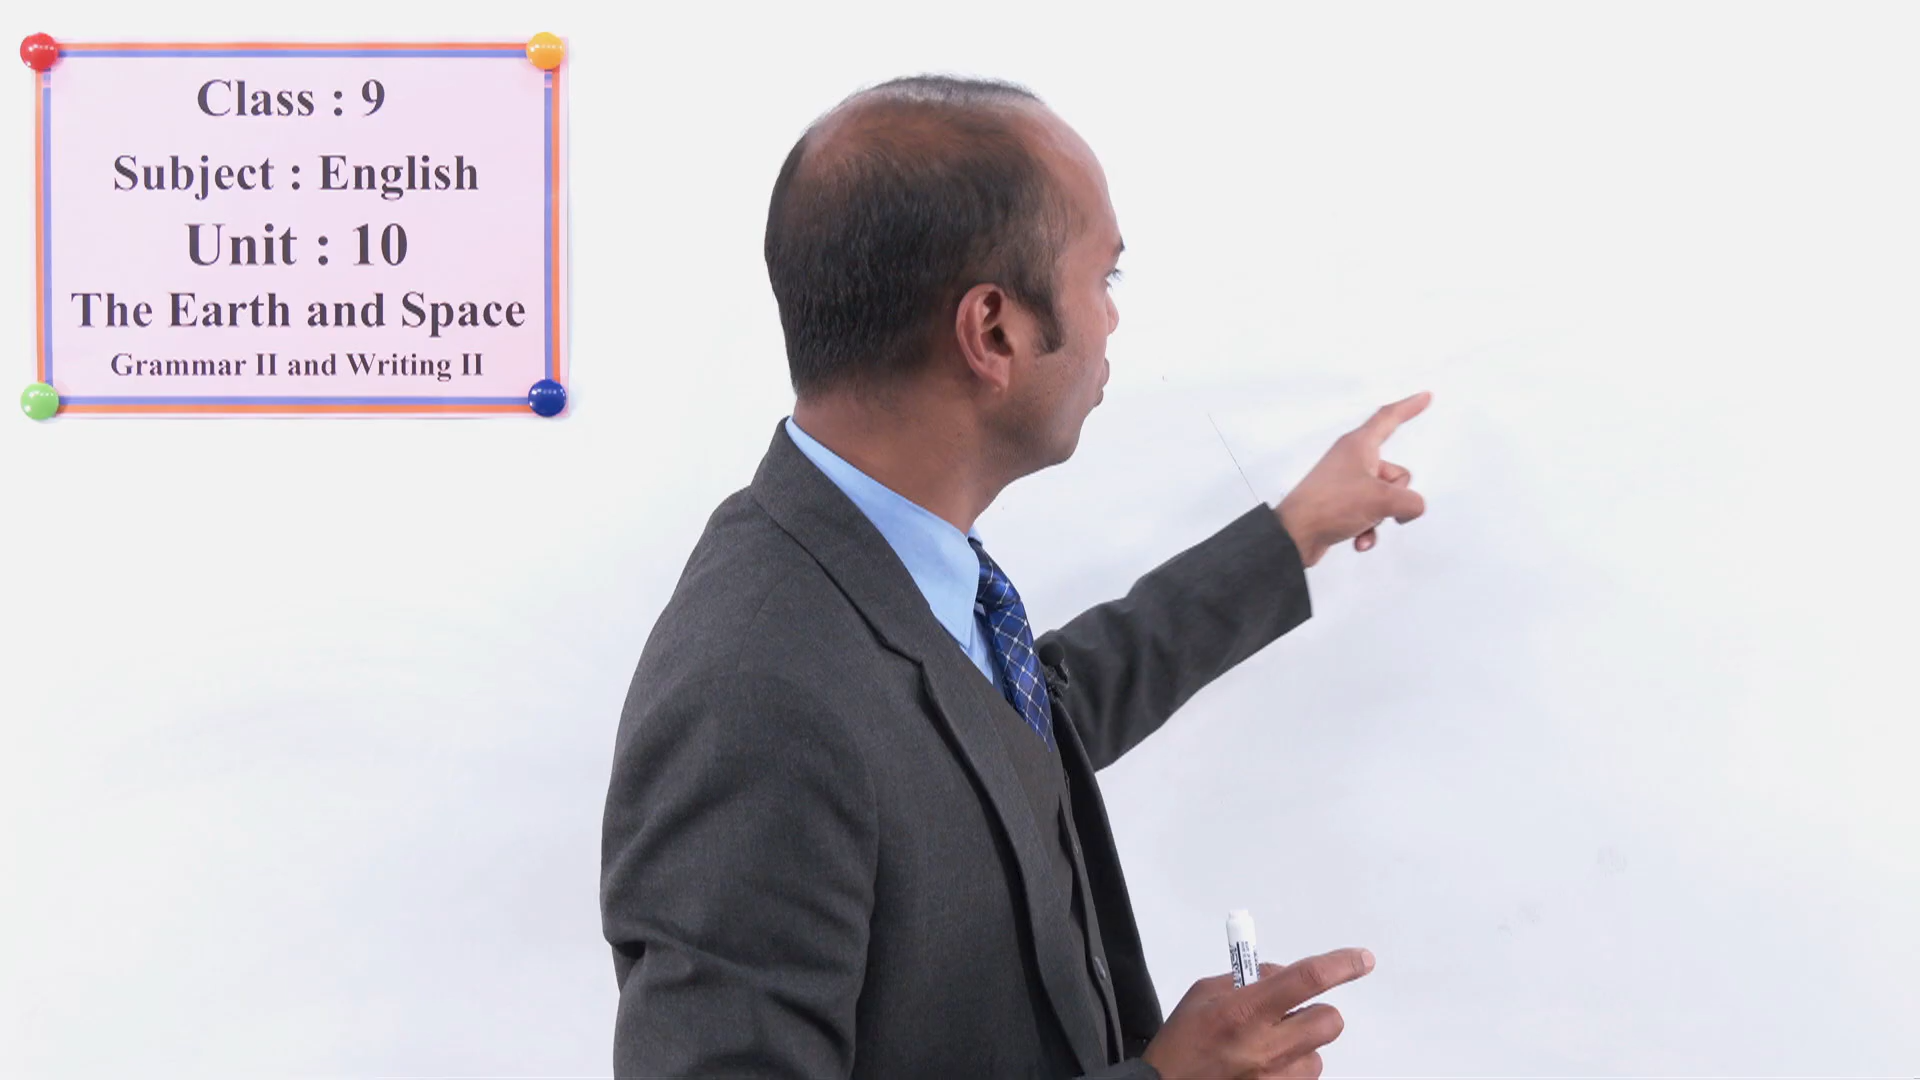 Class : 9
Subject : English
Unit : 10
The Earth and Space
Grammar II and Writing II